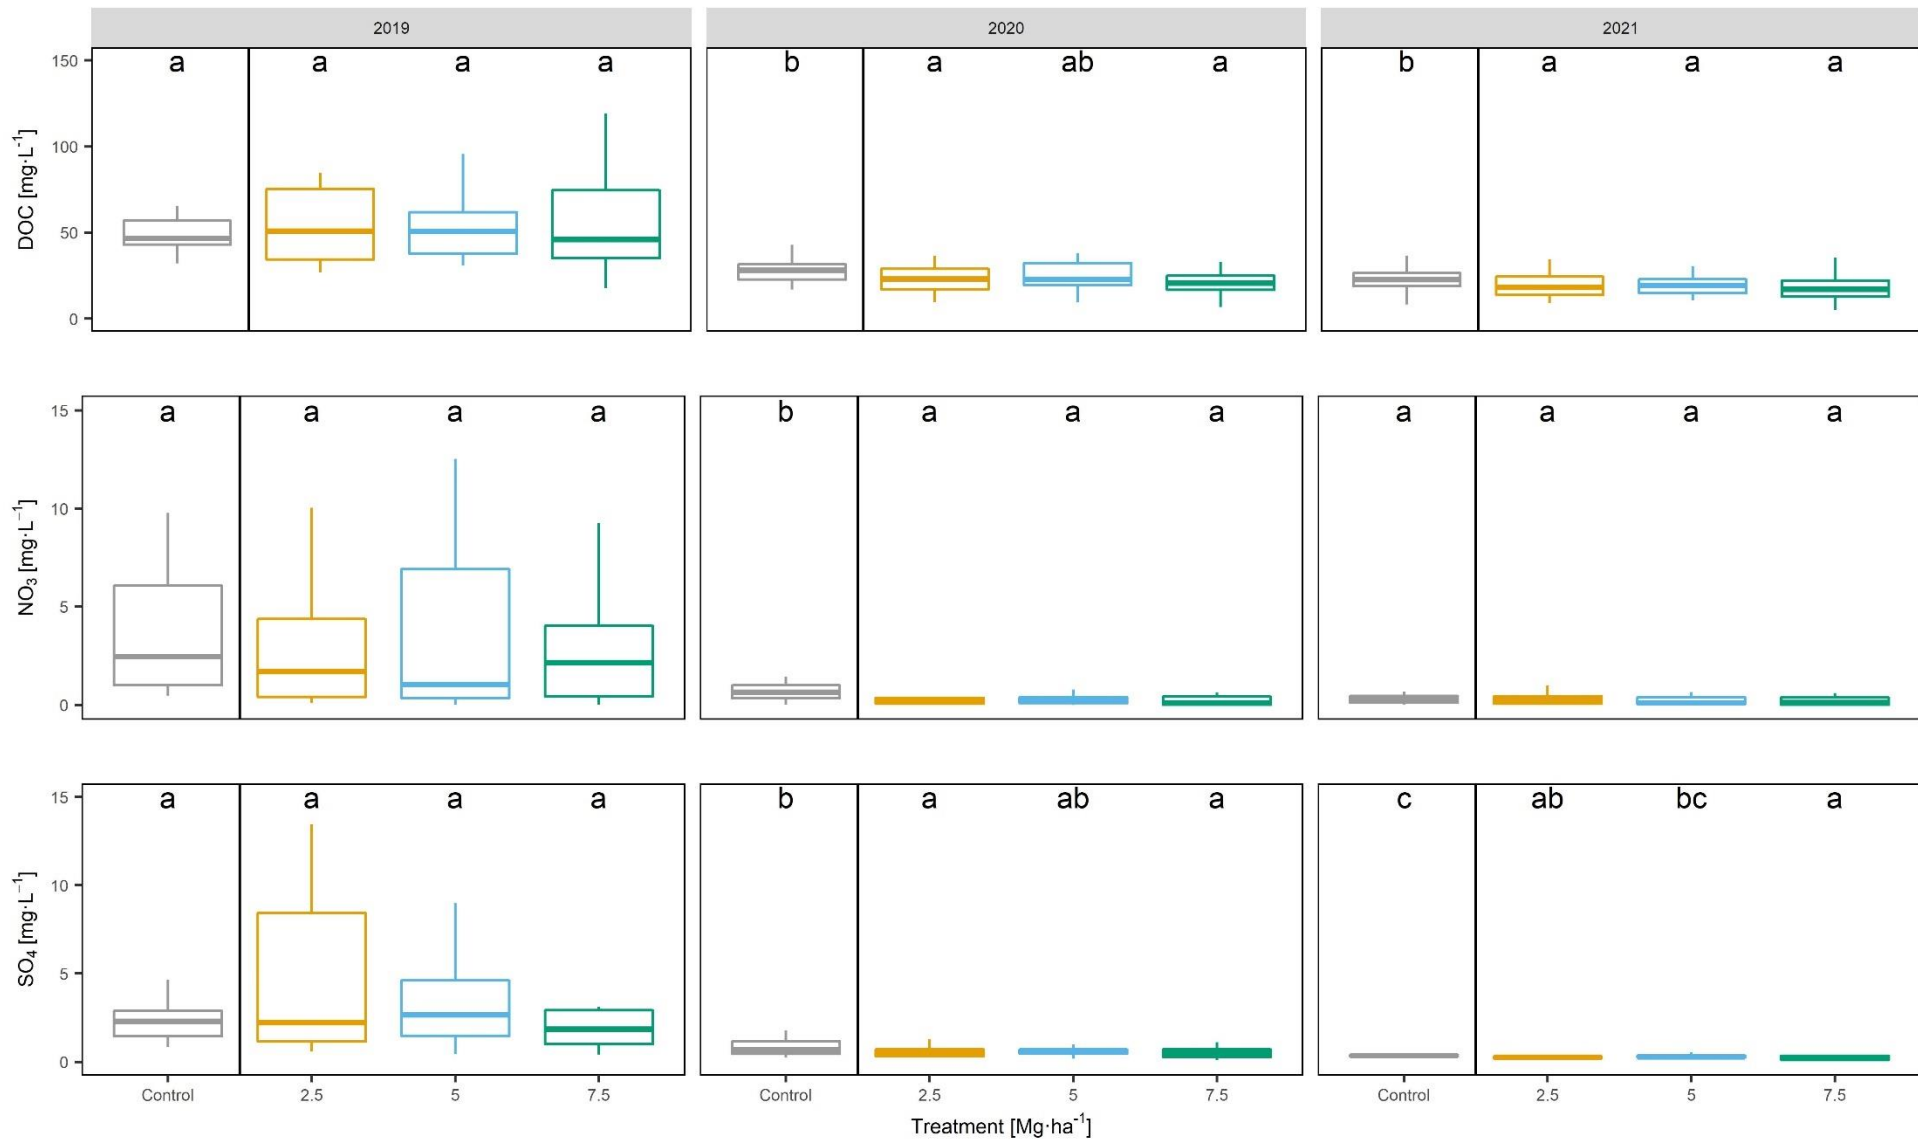 2019 2020 2021
150 a a a a b a ab a b a a a
100
50
0
DOC [mg·L⁻¹]
15 a a a a b a a a a a a a
10
5
0
NO₃ [mg·L⁻¹]
15 a a a a b a ab a c ab bc a
10
5
0
SO₄ [mg·L⁻¹]
Control 2.5 5 7.5 Control 2.5 5 7.5 Control 2.5 5 7.5
Treatment [Mg·ha⁻¹]